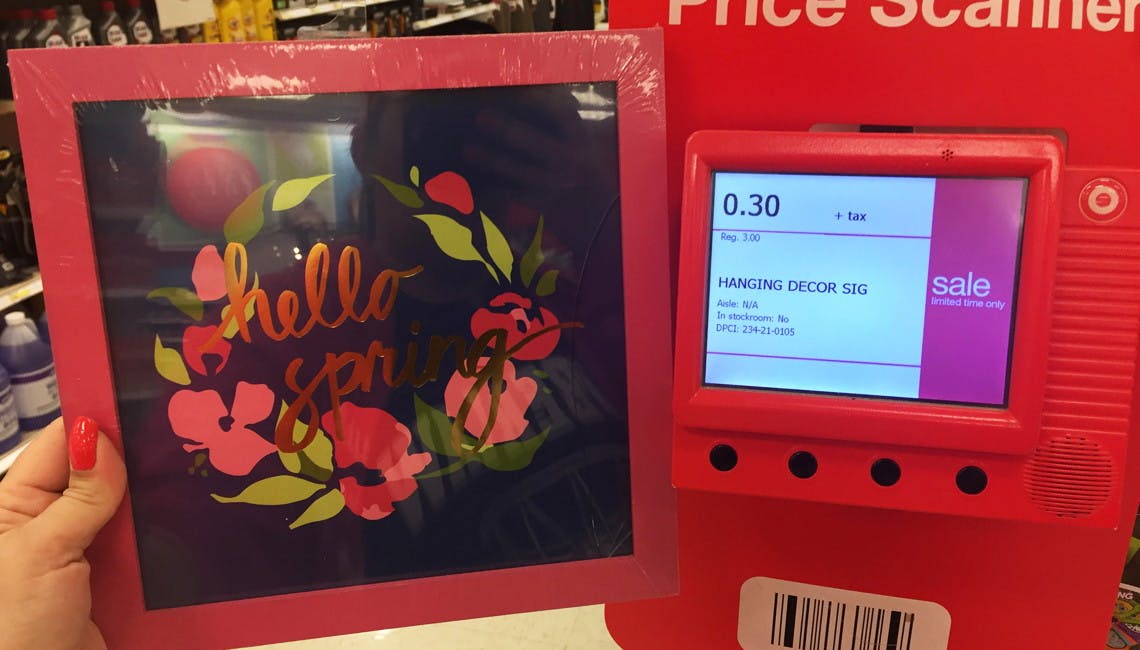 Price Scanner
hello
spring
0.30 + tax
Reg. 3.00
HANGING DECOR SIG
Aisle: N/A
In stockroom: No
DPCI: 234-21-0105
sale
limited time only